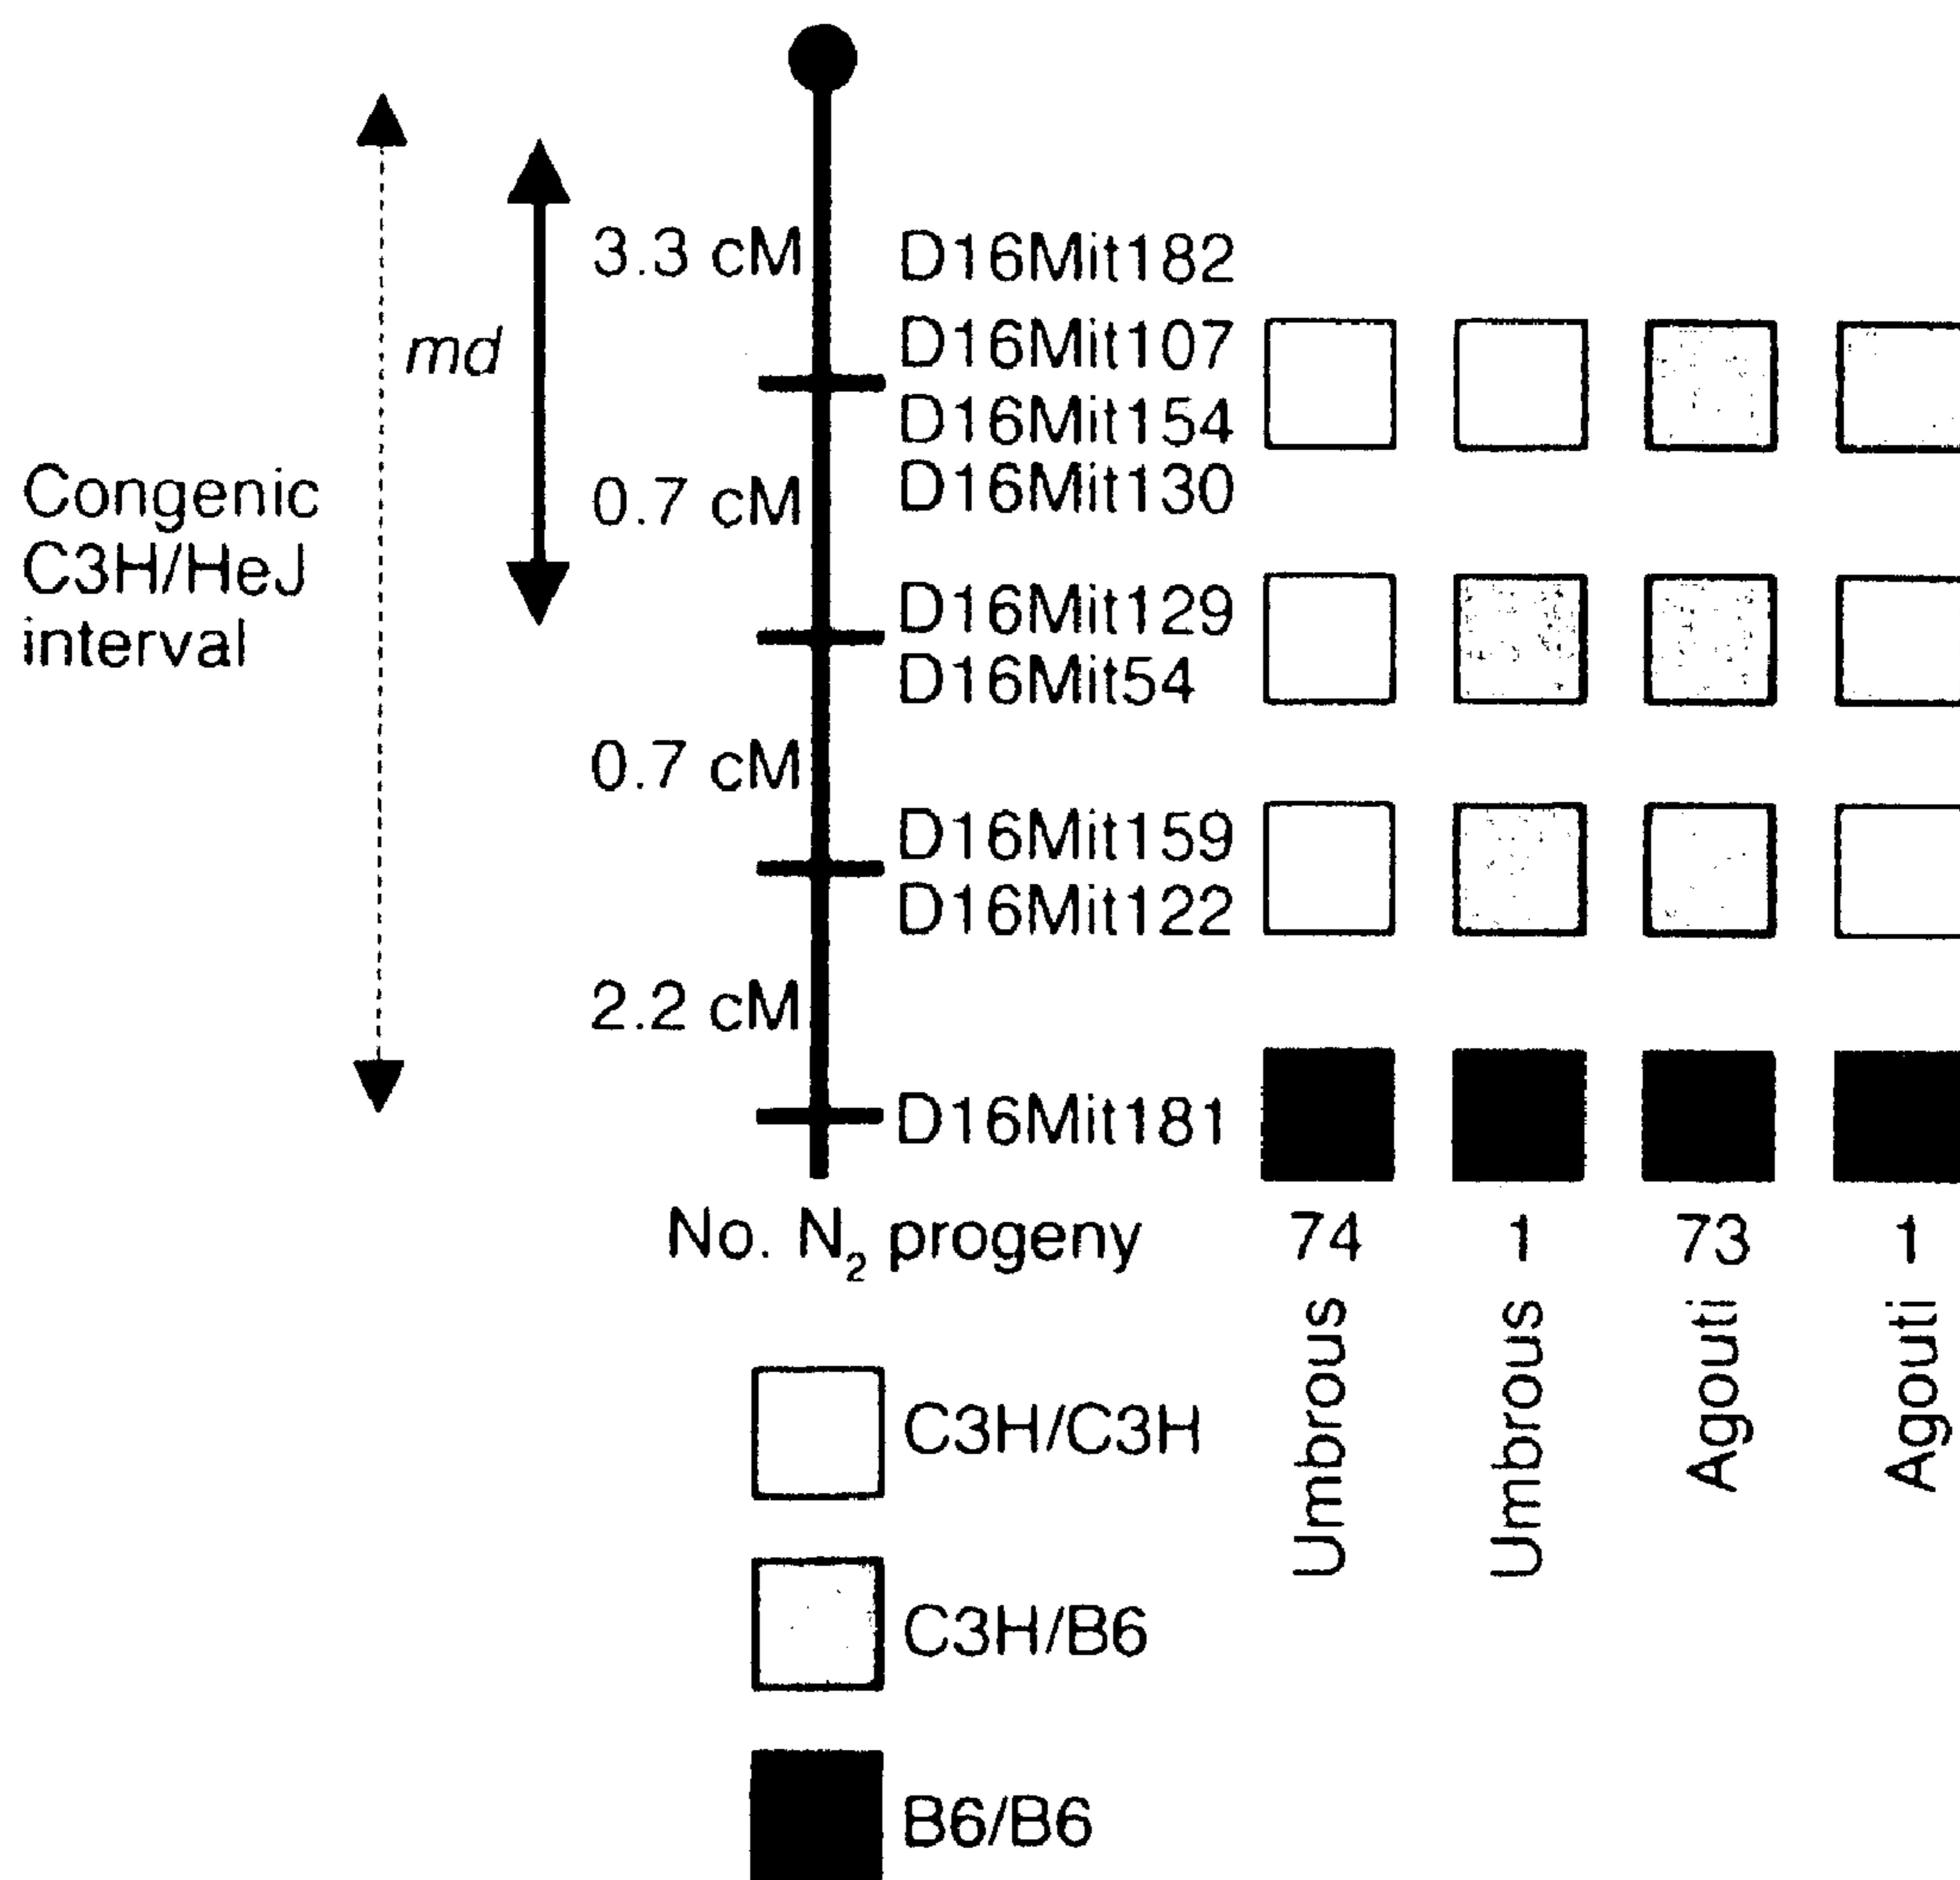 3.3 cM
D16Mit182
md
D16Mit107
D16Mit154
Congenic
C3H/HeJ
interval
0.7 cM
D16Mit130
D16Mit129
D16Mit54
0.7 cM
D16Mit159
D16Mit122
2.2 cM
D16Mit181
No. N₂ progeny 74 1 73 1
Umbrous
Umbrous
Agouti
Agouti
C3H/C3H
C3H/B6
B6/B6